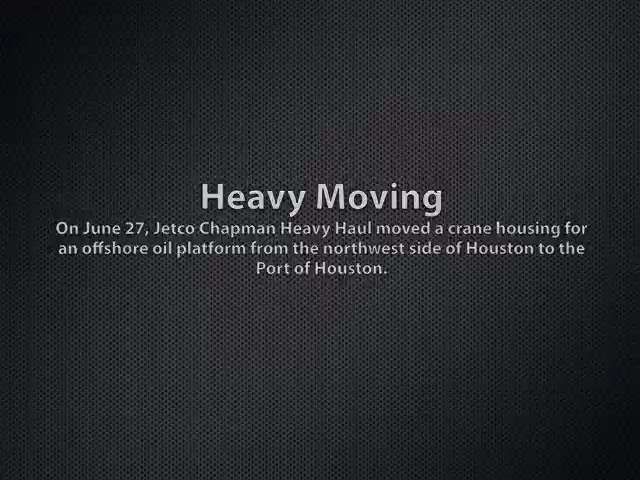 Heavy Moving
On June 27, Jetco Chapman Heavy Haul moved a crane housing for
an offshore oil platform from the northwest side of Houston to the
Port of Houston.